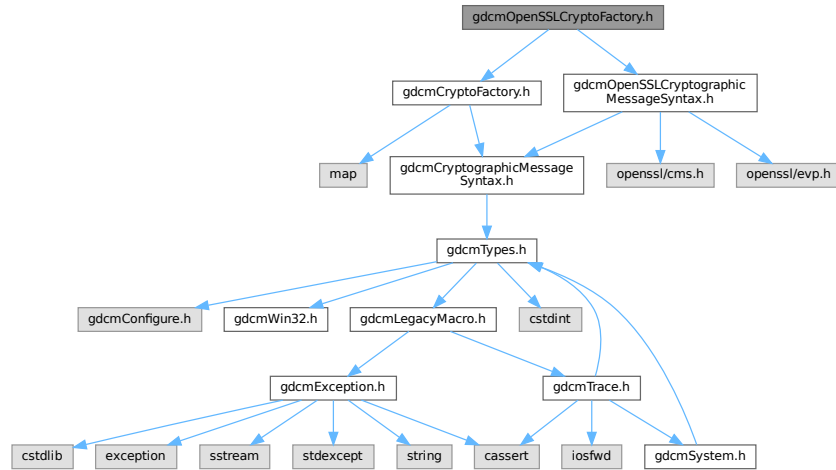 gdcmOpenSSLCryptoFactory.h
gdcmCryptoFactory.h
gdcmOpenSSLCryptographic
MessageSyntax.h
map
gdcmCryptographicMessage
Syntax.h
openssl/cms.h
openssl/evp.h
gdcmTypes.h
gdcmConfigure.h
gdcmWin32.h
gdcmLegacyMacro.h
cstdint
gdcmException.h
gdcmTrace.h
cstdlib
exception
sstream
stdexcept
string
cassert
iosfwd
gdcmSystem.h